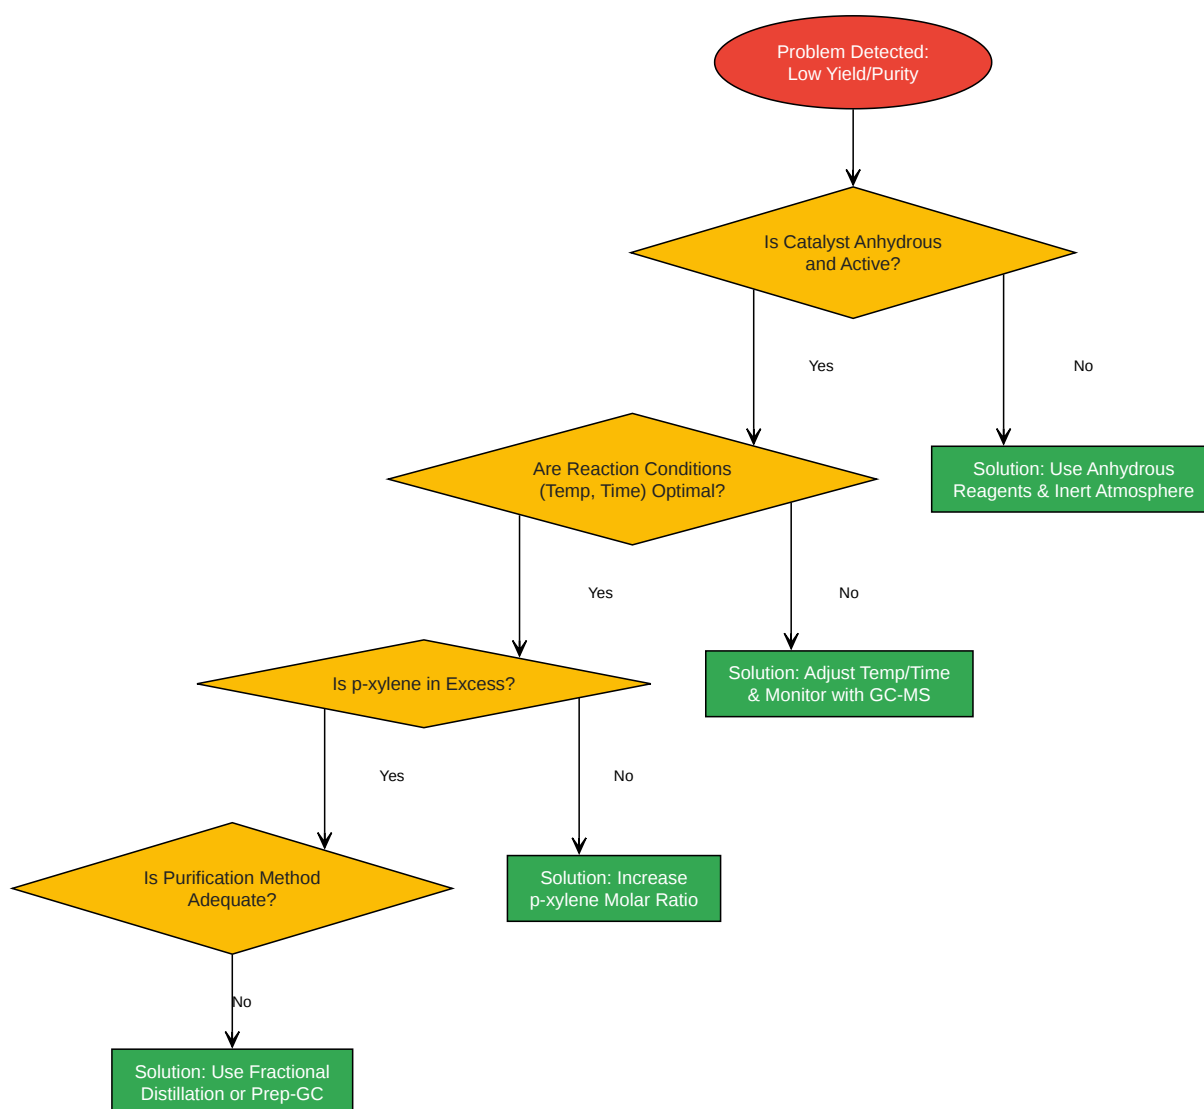 Problem Detected:
Low Yield/Purity
Is Catalyst Anhydrous
and Active?
Yes
No
Are Reaction Conditions
(Temp, Time) Optimal?
Solution: Use Anhydrous
Reagents & Inert Atmosphere
Yes
No
Is p-xylene in Excess?
Solution: Adjust Temp/Time
& Monitor with GC-MS
Yes
No
Is Purification Method
Adequate?
Solution: Increase
p-xylene Molar Ratio
No
Solution: Use Fractional
Distillation or Prep-GC